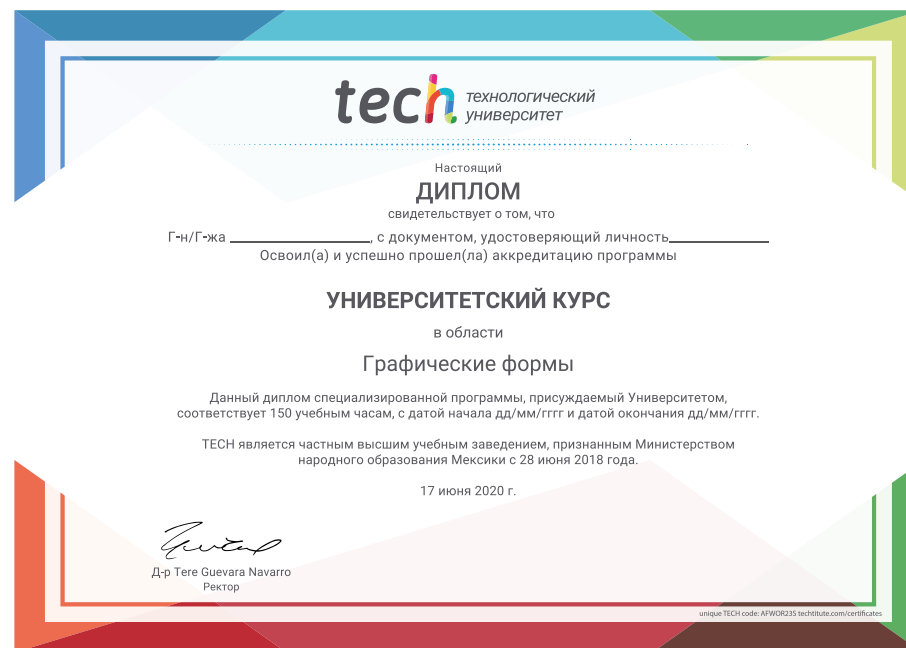 tech технологический
университет
Настоящий
ДИПЛОМ
свидетельствует о том, что
Г-н/Г-жа ____________________, с документом, удостоверяющий личность______________
Освоил(а) и успешно прошел(ла) аккредитацию программы
УНИВЕРСИТЕТСКИЙ КУРС
в области
Графические формы
Данный диплом специализированной программы, присуждаемый Университетом,
соответствует 150 учебным часам, с датой начала дд/мм/гггг и датой окончания дд/мм/гггг.
TECH является частным высшим учебным заведением, признанным Министерством
народного образования Мексики с 28 июня 2018 года.
17 июня 2020 г.
Д-р Tere Guevara Navarro
Ректор
unique TECH code: AFWOR23S techtitute.com/certificates